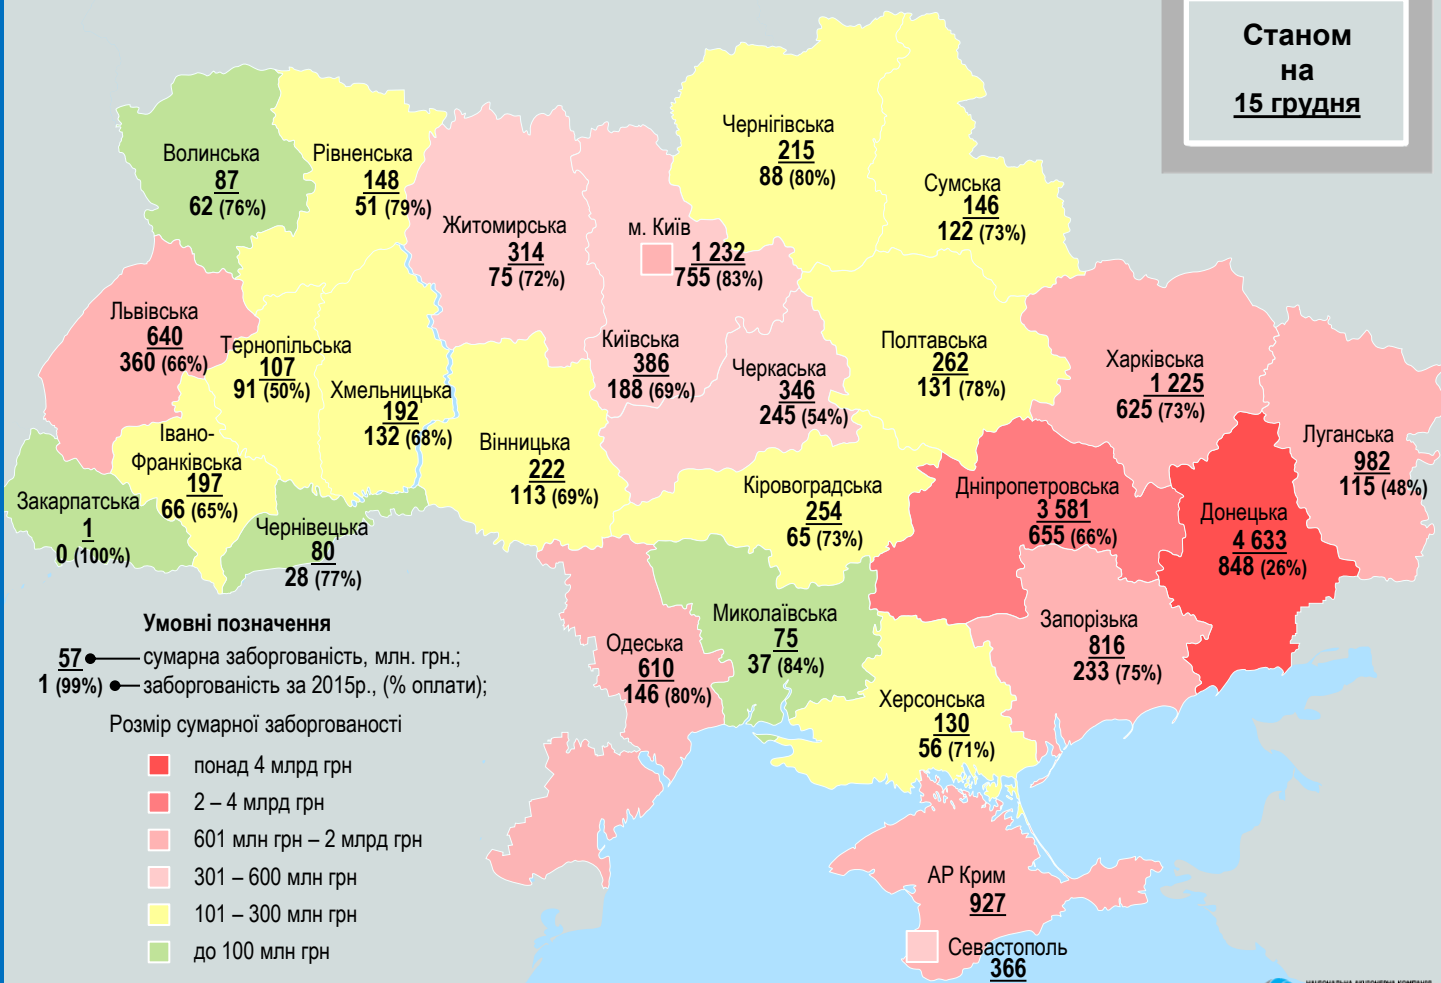 Станом
на
15 грудня
Чернігівська
215
88 (80%)
Волинська
87
62 (76%)
Рівненська
148
51 (79%)
Сумська
146
122 (73%)
Житомирська
314
75 (72%)
м. Київ
1 232
755 (83%)
Львівська
640
360 (66%)
Тернопільська
107
91 (50%)
Хмельницька
192
132 (68%)
Київська
386
188 (69%)
Черкаська
346
245 (54%)
Полтавська
262
131 (78%)
Харківська
1 225
625 (73%)
Луганська
982
115 (48%)
Івано-
Франківська
197
66 (65%)
Вінницька
222
113 (69%)
Кіровоградська
254
65 (73%)
Дніпропетровська
3 581
655 (66%)
Донецька
4 633
848 (26%)
Закарпатська
1
0 (100%)
Чернівецька
80
28 (77%)
Миколаївська
75
37 (84%)
Одеська
610
146 (80%)
Запорізька
816
233 (75%)
Херсонська
130
56 (71%)
АР Крим
927
Севастополь
366
Умовні позначення
57 сумарна заборгованість, млн. грн.;
1 (99%) заборгованість за 2015р., (% оплати);
Розмір сумарної заборгованості
понад 4 млрд грн
2 – 4 млрд грн
601 млн грн – 2 млрд грн
301 – 600 млн грн
101 – 300 млн грн
до 100 млн грн